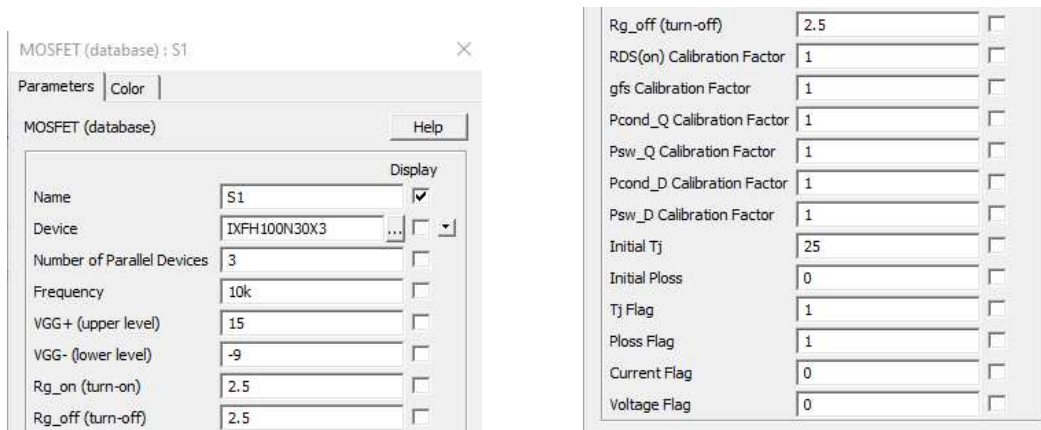 MOSFET (database) : S1
Parameters Color
MOSFET (database) Help
Display
Name S1
Device IXFH100N30X3 ...
Number of Parallel Devices 3
Frequency 10k
VGG+ (upper level) 15
VGG- (lower level) -9
Rg_on (turn-on) 2.5
Rg_off (turn-off) 2.5
Rg_off (turn-off) 2.5
RDS(on) Calibration Factor 1
gfs Calibration Factor 1
Pcond_Q Calibration Factor 1
Psw_Q Calibration Factor 1
Pcond_D Calibration Factor 1
Psw_D Calibration Factor 1
Initial Tj 25
Initial Ploss 0
Tj Flag 1
Ploss Flag 1
Current Flag 0
Voltage Flag 0